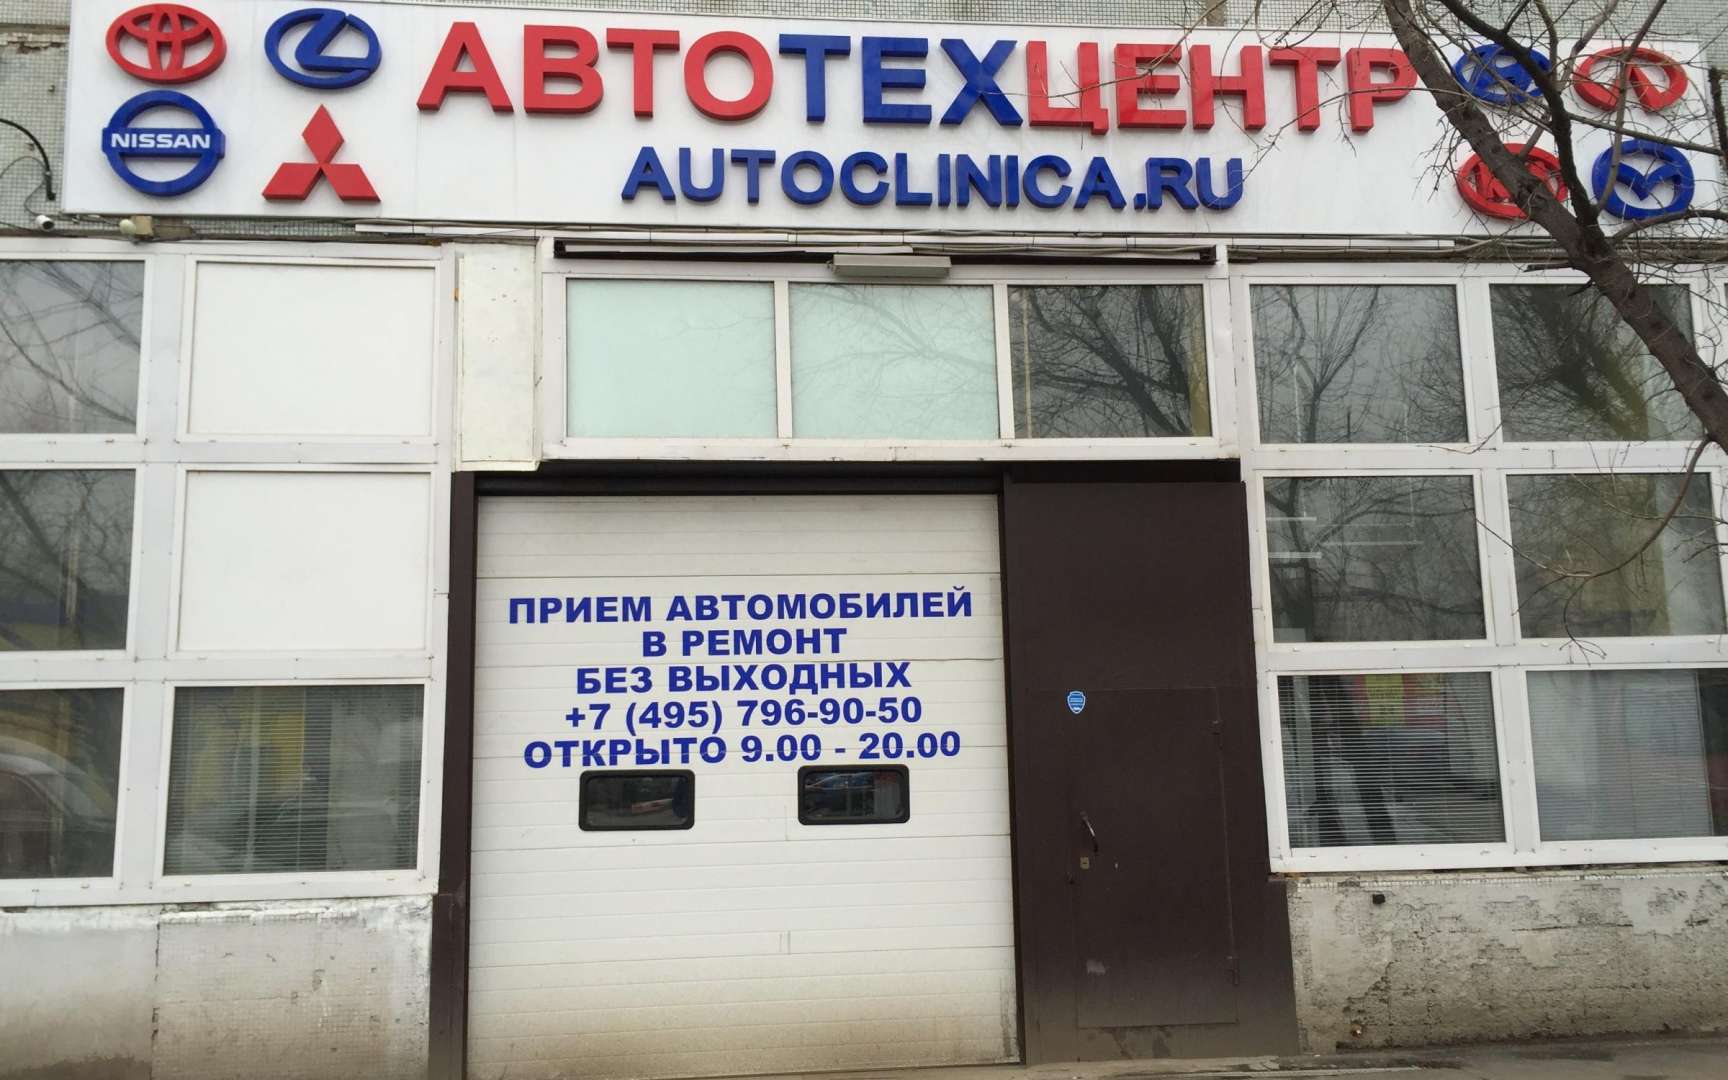 АВТОТЕХЦЕНТР
AUTOCLINICA.RU
NISSAN
KIA
ПРИЕМ АВТОМОБИЛЕЙ
В РЕМОНТ
БЕЗ ВЫХОДНЫХ
+7 (495) 796-90-50
ОТКРЫТО 9.00 - 20.00